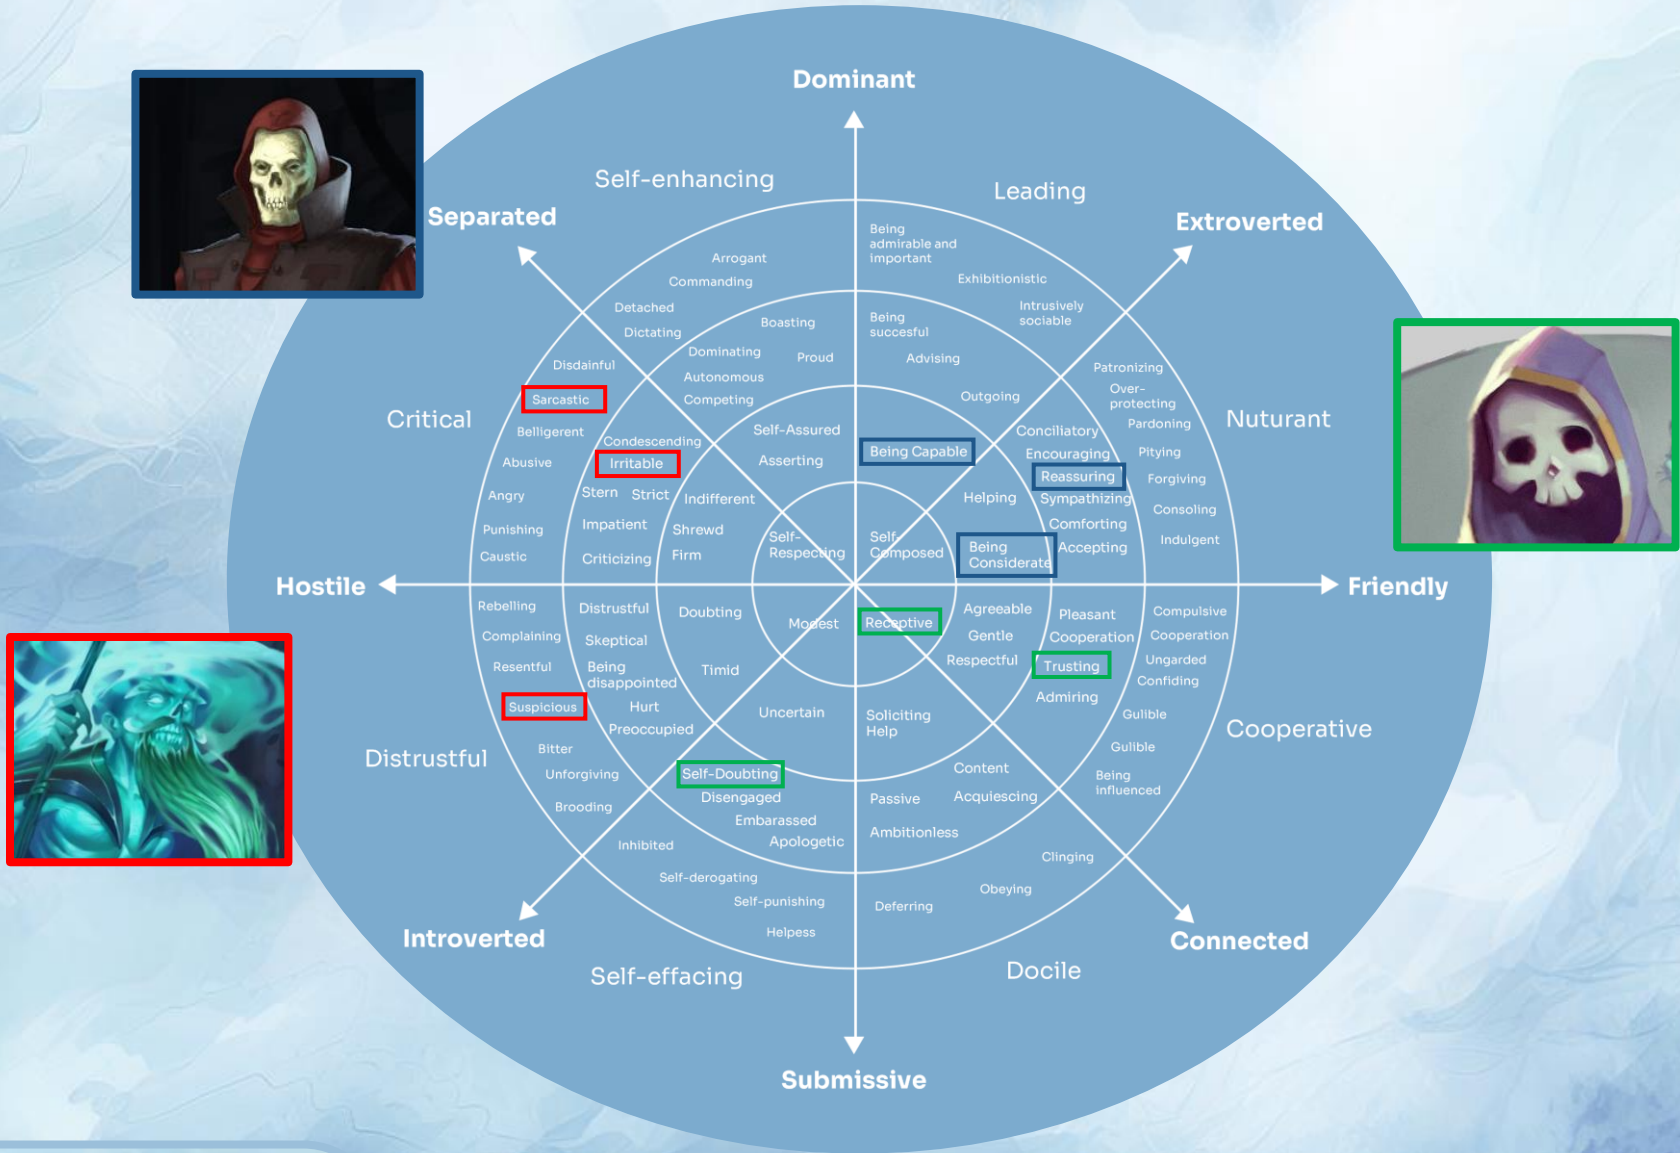 Dominant
Self-enhancing
Leading
Separated
Extroverted
Being
admirable and
important
Arrogant
Commanding
Exhibitionistic
Detached
Intrusively
sociable
Dictating
Boasting
Being
succesful
Dominating
Proud
Advising
Disdainful
Autonomous
Patronizing
Sarcastic
Competing
Outgoing
Over-
protecting
Critical
Belligerent
Self-Assured
Conciliatory
Pardoning
Nuturant
Condescending
Being Capable
Encouraging
Pitying
Abusive
Irritable
Asserting
Reassuring
Forgiving
Angry
Stern
Strict
Indifferent
Helping
Sympathizing
Consoling
Punishing
Impatient
Shrewd
Self-
Respecting
Self-
Composed
Comforting
Indulgent
Caustic
Criticizing
Firm
Being
Considerate
Accepting
Hostile
Friendly
Rebelling
Distrustful
Doubting
Modest
Receptive
Agreeable
Pleasant
Compulsive
Complaining
Skeptical
Gentle
Cooperation
Cooperation
Resentful
Being
disappointed
Timid
Respectful
Trusting
Ungarded
Confiding
Suspicious
Hurt
Uncertain
Soliciting
Help
Admiring
Gulible
Preoccupied
Distrustful
Bitter
Gulible
Cooperative
Unforgiving
Self-Doubting
Content
Being
influenced
Brooding
Disengaged
Passive
Acquiescing
Embarassed
Ambitionless
Inhibited
Apologetic
Clinging
Self-derogating
Obeying
Self-punishing
Deferring
Helpess
Introverted
Connected
Self-effacing
Docile
Submissive